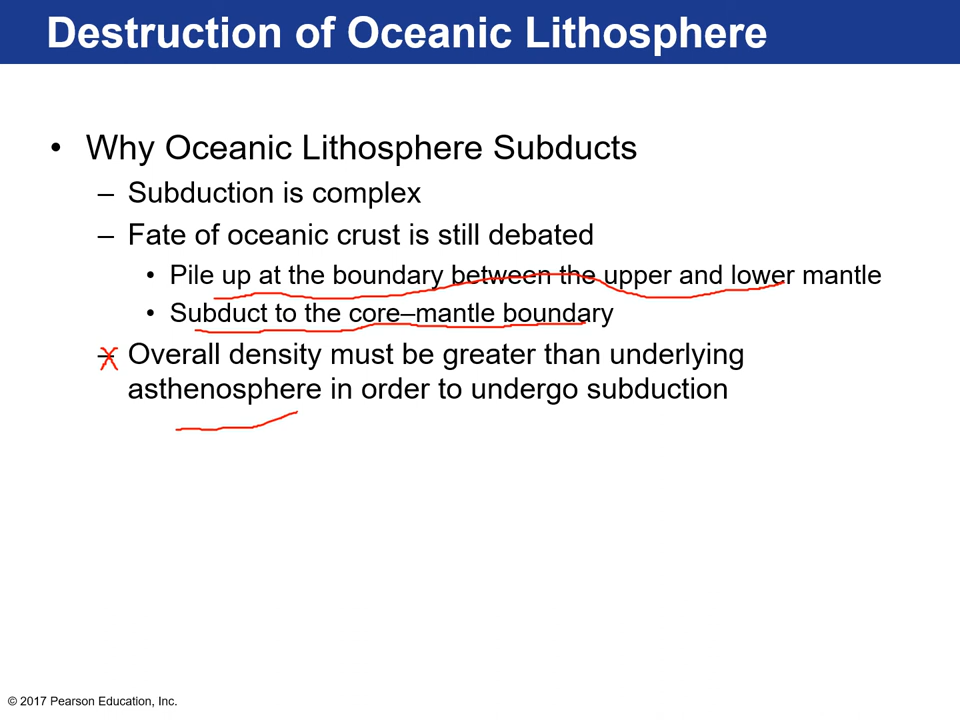 Destruction of Oceanic Lithosphere
• Why Oceanic Lithosphere Subducts
– Subduction is complex
– Fate of oceanic crust is still debated
• Pile up at the boundary between the upper and lower mantle
• Subduct to the core–mantle boundary
– Overall density must be greater than underlying
asthenosphere in order to undergo subduction
© 2017 Pearson Education, Inc.